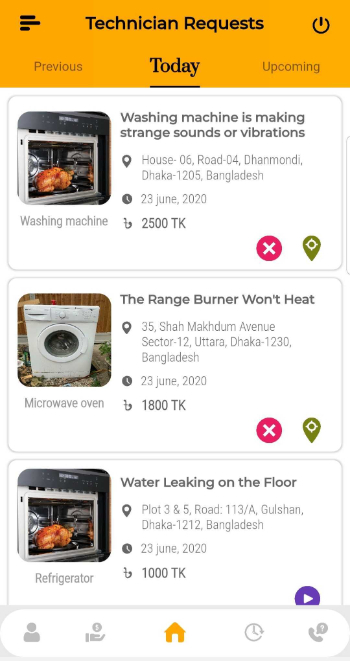 Technician Requests
Previous
Today
Upcoming
Washing machine is making
strange sounds or vibrations
House- 06, Road-04, Dhanmondi,
Dhaka-1205, Bangladesh
23 june, 2020
Washing machine
৳ 2500 TK
The Range Burner Won't Heat
35, Shah Makhdum Avenue
Sector-12, Uttara, Dhaka-1230,
Bangladesh
23 june, 2020
Microwave oven
৳ 1800 TK
Water Leaking on the Floor
Plot 3 & 5, Road: 113/A, Gulshan,
Dhaka-1212, Bangladesh
23 june, 2020
Refrigerator
৳ 1000 TK